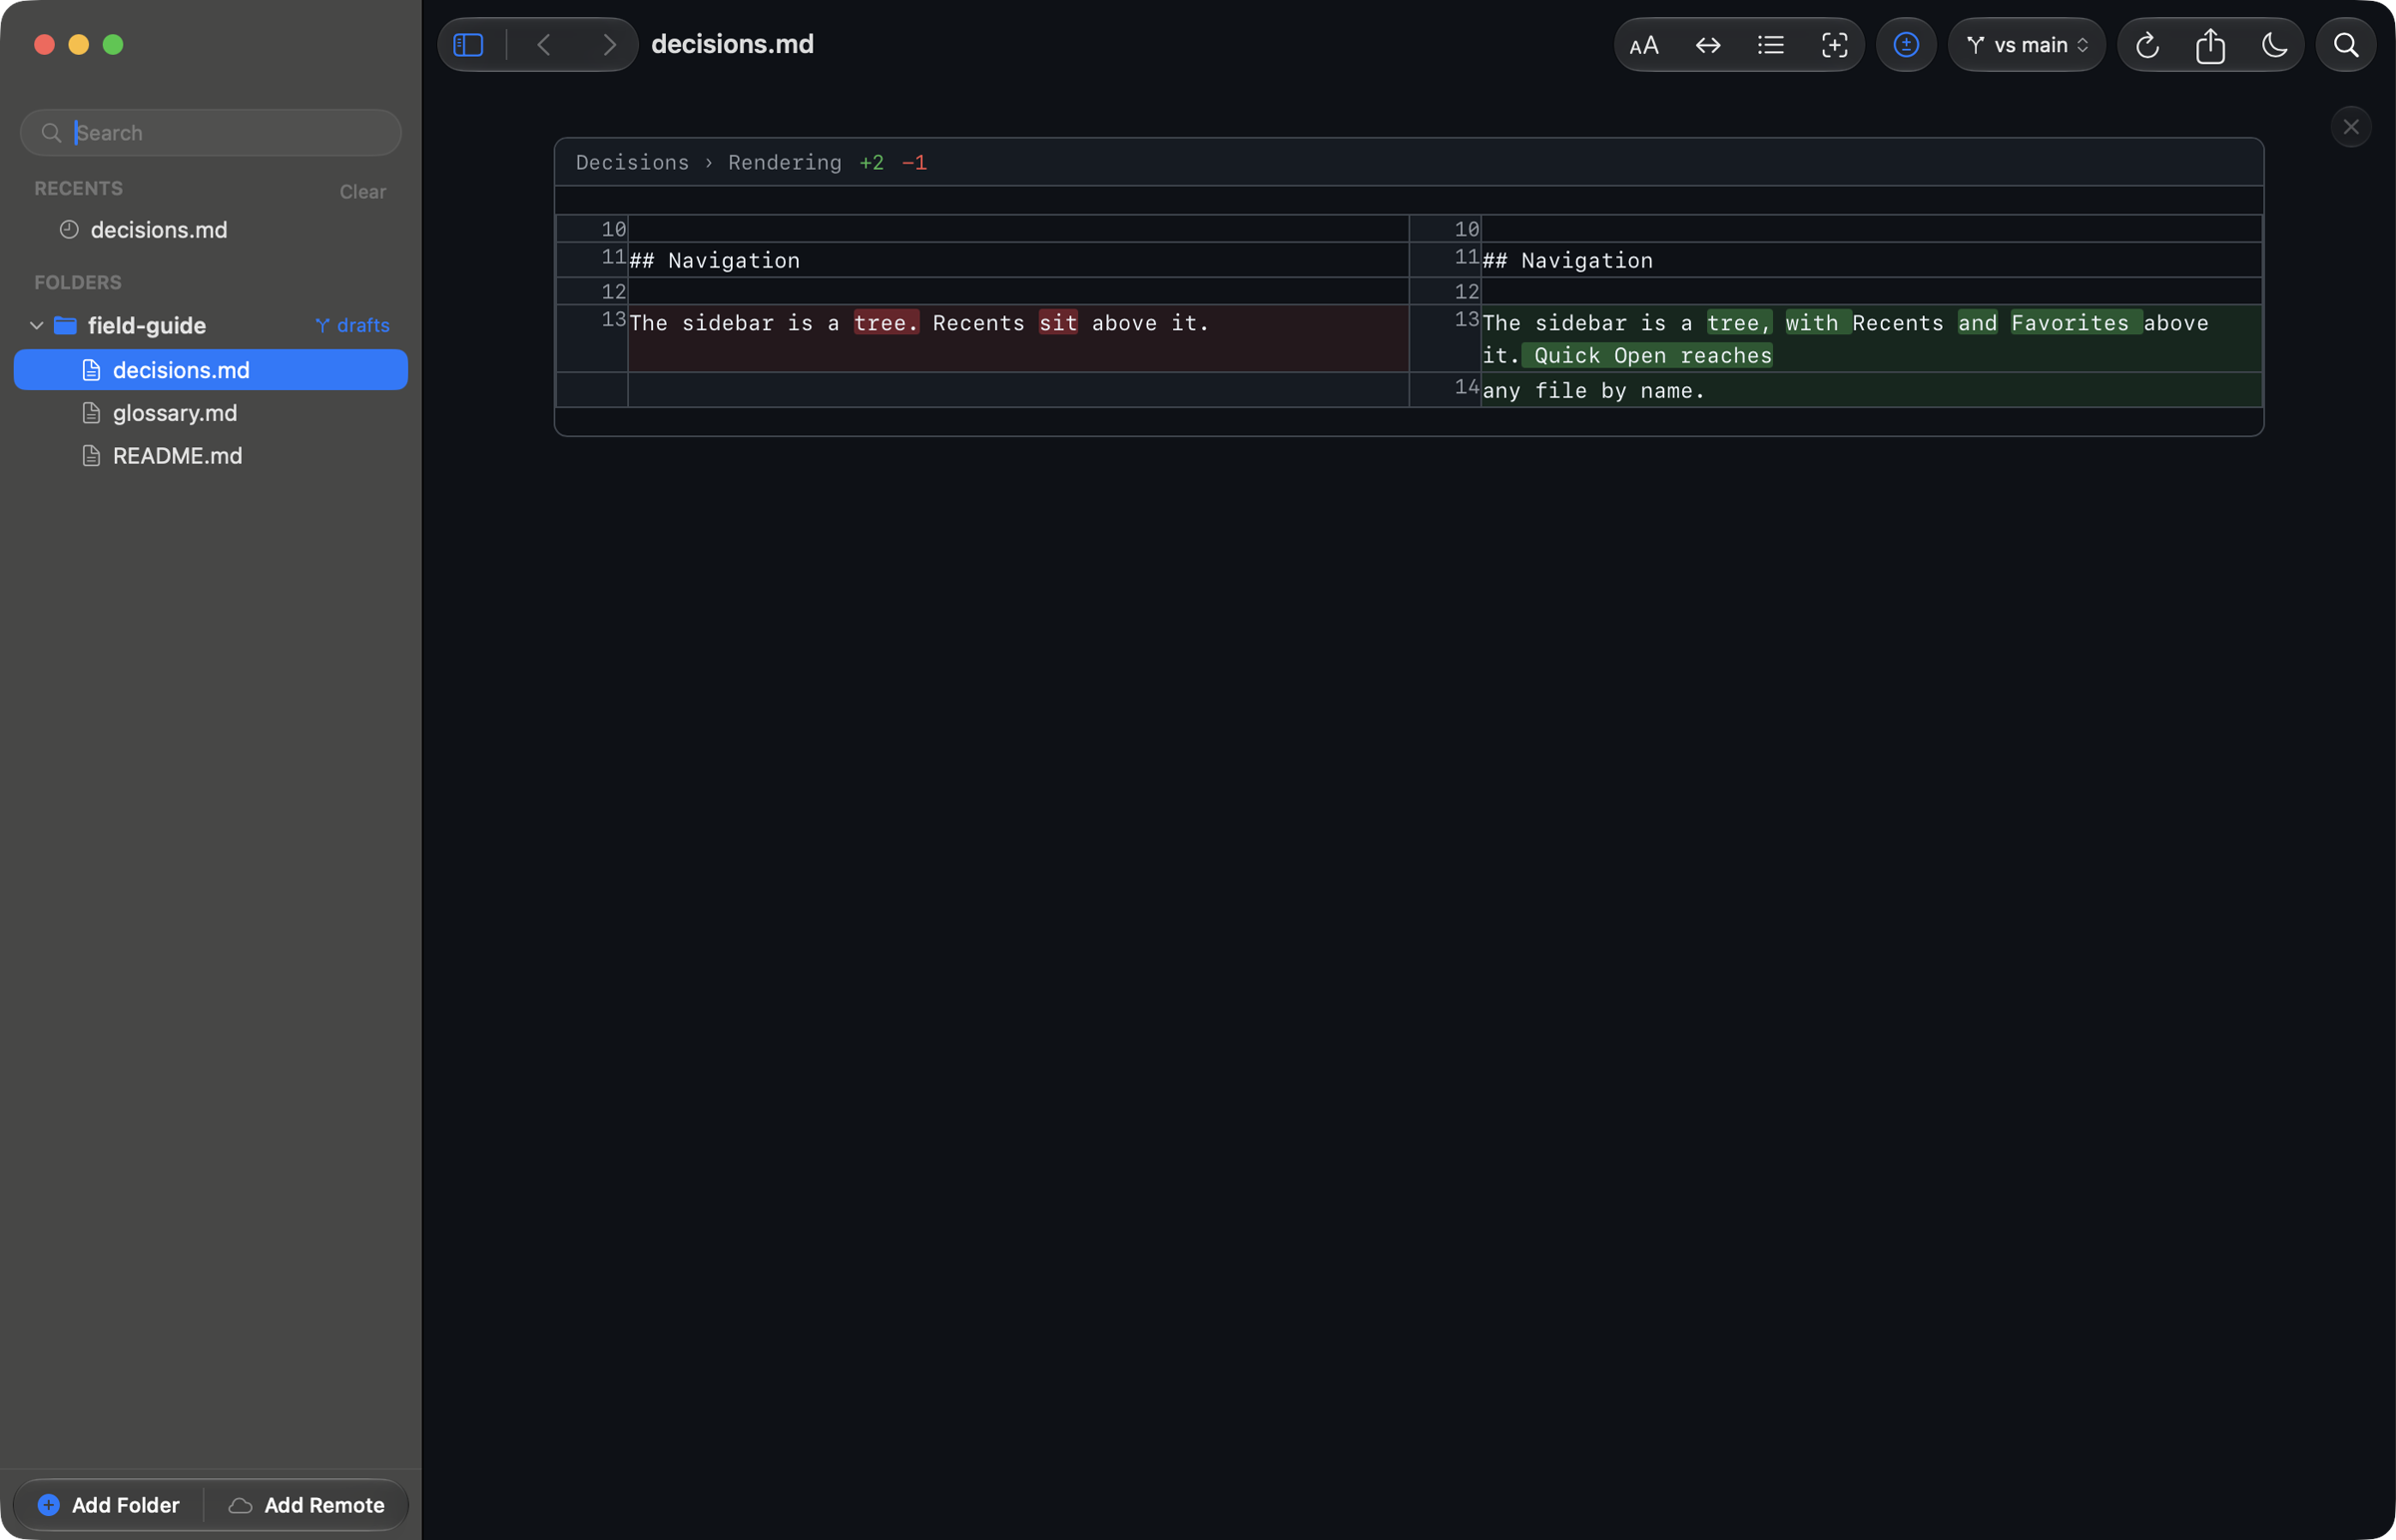 decisions.md
AA
vs main
Search
RECENTS
Clear
decisions.md
FOLDERS
field-guide
drafts
decisions.md
glossary.md
README.md
Add Folder
Add Remote
Decisions › Rendering +2 −1
10
11 ## Navigation
12
13 The sidebar is a tree. Recents sit above it.
10
11 ## Navigation
12
13 The sidebar is a tree, with Recents and Favorites above
it. Quick Open reaches
14 any file by name.